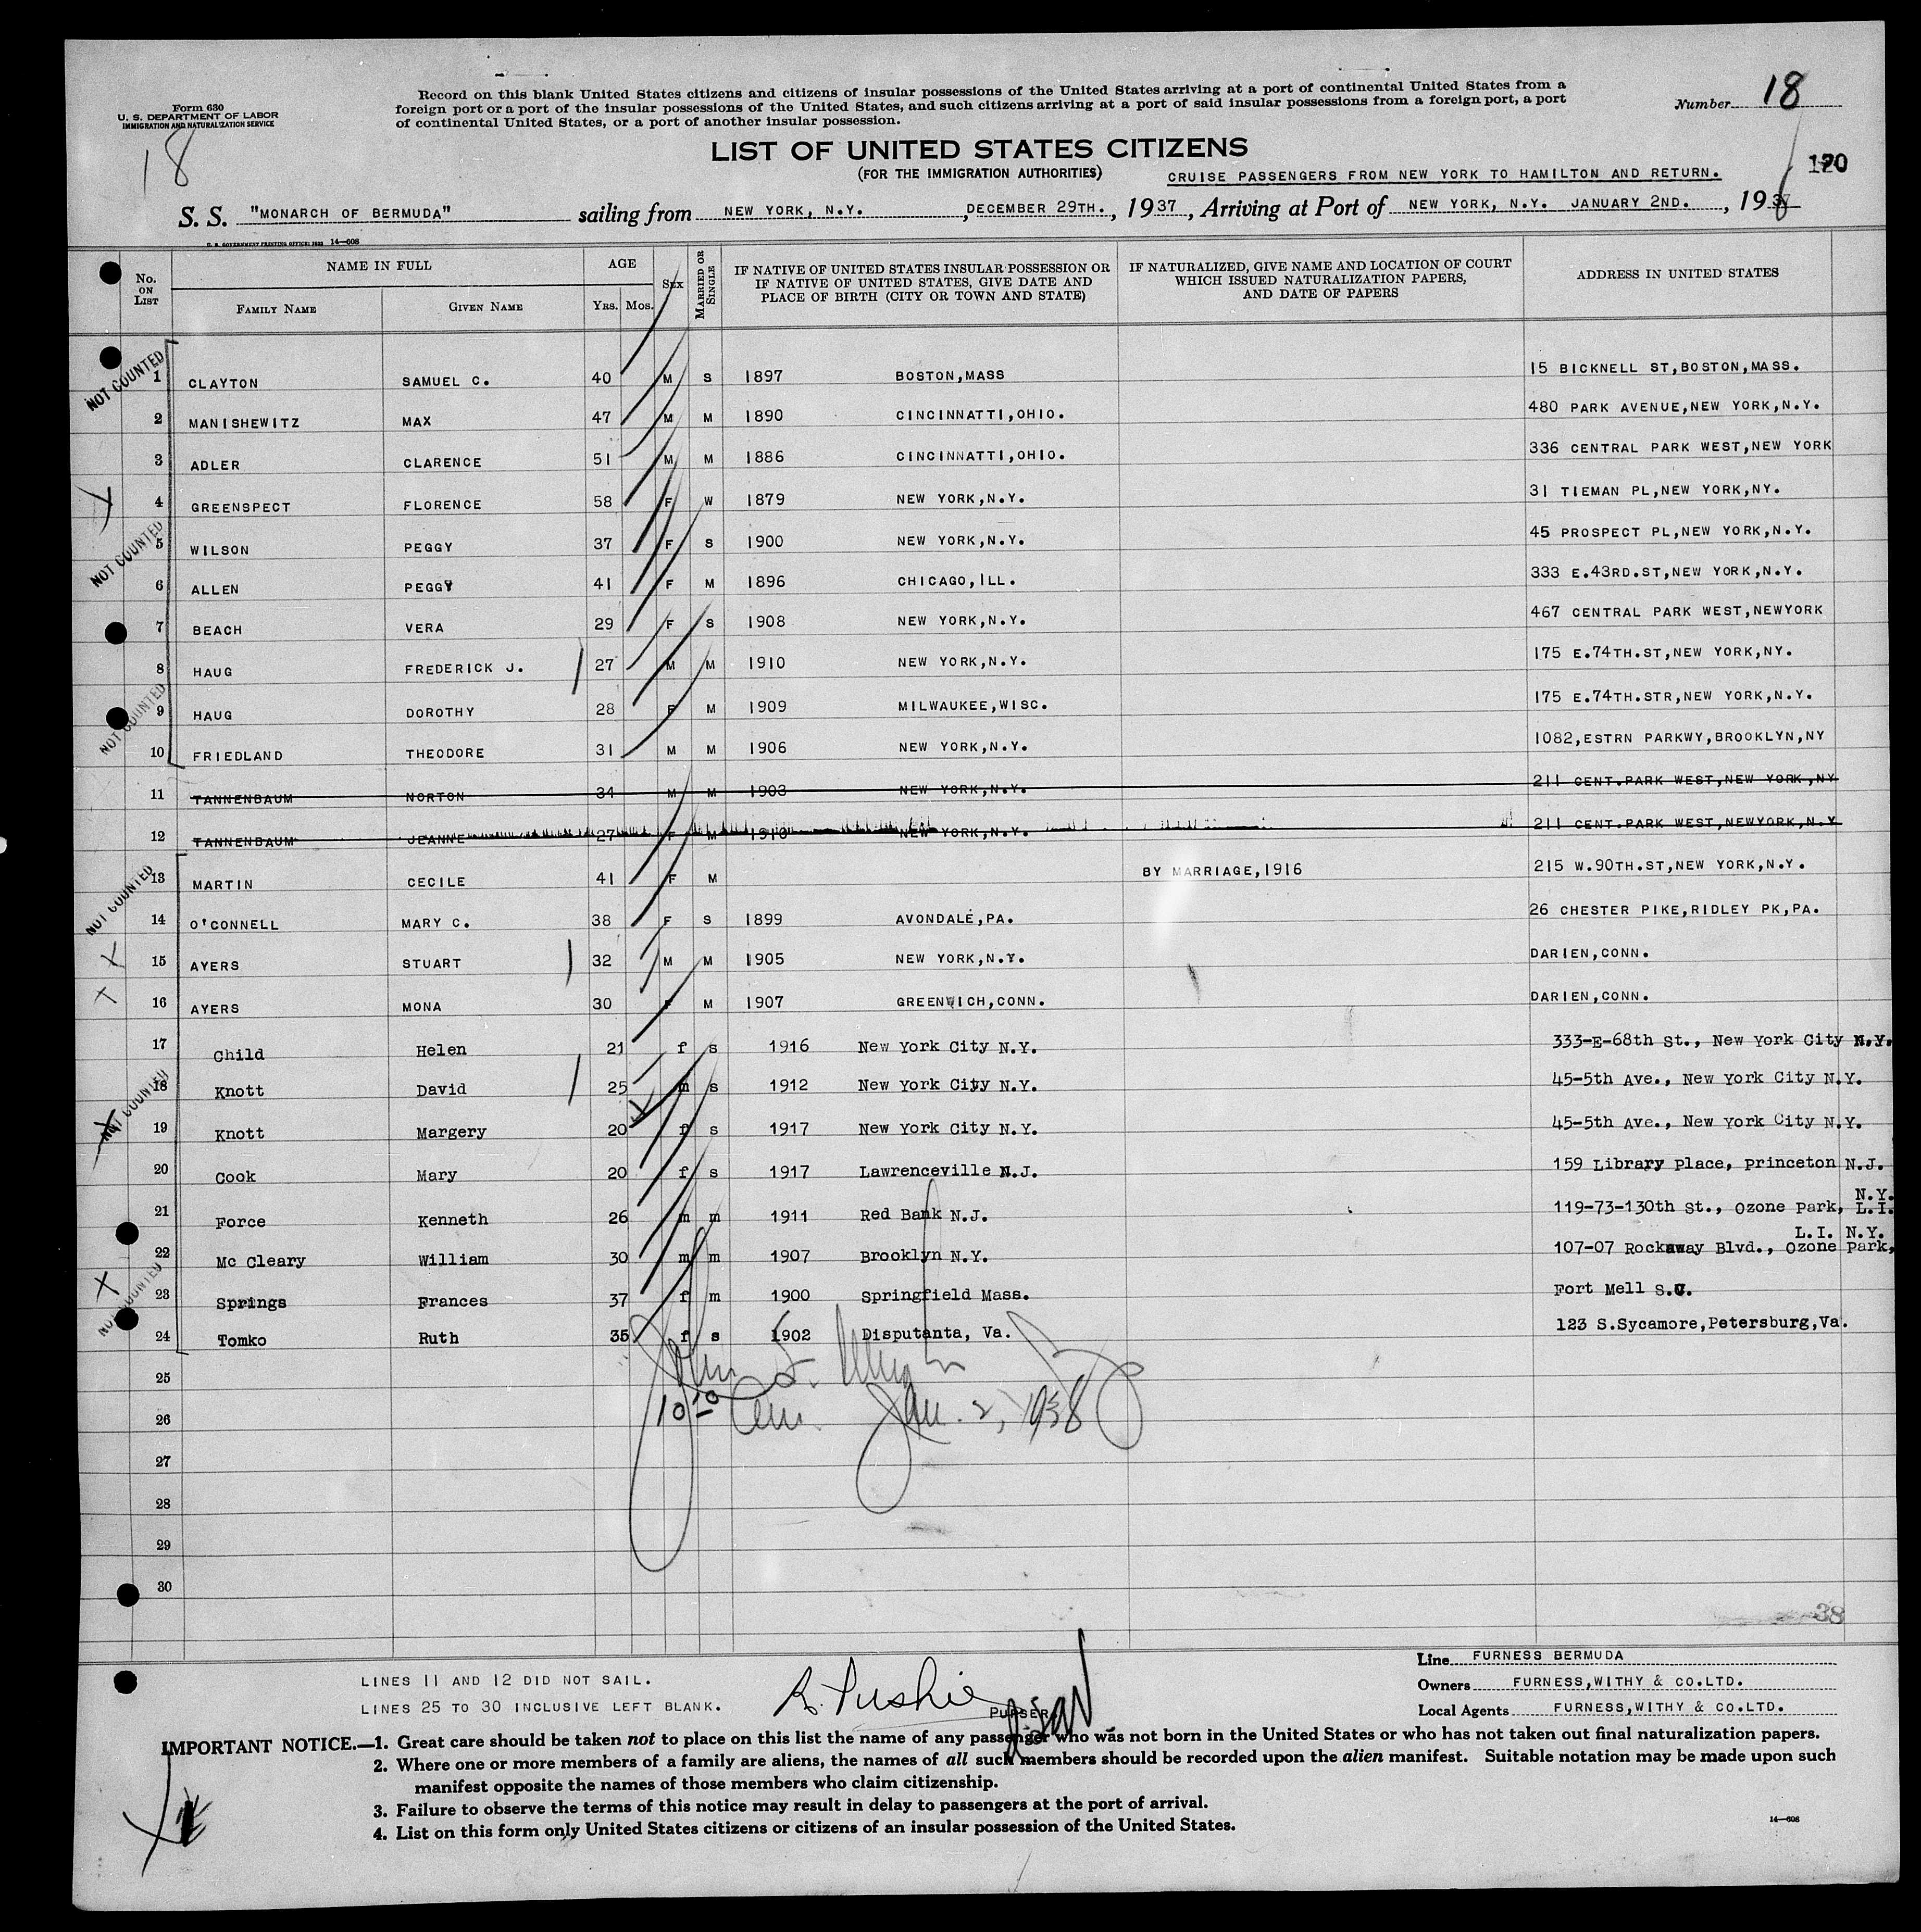 Form 630
U. S. DEPARTMENT OF LABOR
IMMIGRATION AND NATURALIZATION SERVICE
18
Record on this blank United States citizens and citizens of insular possessions of the United States arriving at a port of continental United States from a
foreign port or a port of the insular possessions of the United States, and such citizens arriving at a port of said insular possessions from a foreign port, a port
of continental United States, or a port of another insular possession.
Number 18
LIST OF UNITED STATES CITIZENS
(FOR THE IMMIGRATION AUTHORITIES)
CRUISE PASSENGERS FROM NEW YORK TO HAMILTON AND RETURN.
120
S. S. "MONARCH OF BERMUDA" sailing from NEW YORK, N.Y. , DECEMBER 29TH. , 1937 , Arriving at Port of NEW YORK, N.Y. JANUARY 2ND. , 19
U. S. GOVERNMENT PRINTING OFFICE: 14—608
No. ON LIST NAME IN FULL AGE SEX MARRIED OR SINGLE IF NATIVE OF UNITED STATES INSULAR POSSESSION OR IF NATIVE OF UNITED STATES, GIVE DATE AND PLACE OF BIRTH (CITY OR TOWN AND STATE) IF NATURALIZED, GIVE NAME AND LOCATION OF COURT WHICH ISSUED NATURALIZATION PAPERS, AND DATE OF PAPERS ADDRESS IN UNITED STATES
FAMILY NAME GIVEN NAME YRS. MOS.
NOT COUNTED
1 CLAYTON SAMUEL C. 40 M S 1897 BOSTON,MASS 15 BICKNELL ST,BOSTON,MASS.
2 MANISHEWITZ MAX 47 M M 1890 CINCINNATTI,OHIO. 480 PARK AVENUE,NEW YORK,N.Y.
3 ADLER CLARENCE 51 M M 1886 CINCINNATTI,OHIO. 336 CENTRAL PARK WEST,NEW YORK
4 GREENSPECT FLORENCE 58 F W 1879 NEW YORK,N.Y. 31 TIEMAN PL,NEW YORK,NY.
NOT COUNTED
5 WILSON PEGGY 37 F S 1900 NEW YORK,N.Y. 45 PROSPECT PL,NEW YORK,N.Y.
6 ALLEN PEGGY 41 F M 1896 CHICAGO,ILL. 333 E.43RD.ST,NEW YORK,N.Y.
7 BEACH VERA 29 F S 1908 NEW YORK,N.Y. 467 CENTRAL PARK WEST,NEWYORK
8 HAUG FREDERICK J. 27 M M 1910 NEW YORK,N.Y. 175 E.74TH.ST,NEW YORK,NY.
NOT COUNTED
9 HAUG DOROTHY 28 F M 1909 MILWAUKEE,WISC. 175 E.74TH.STR,NEW YORK,N.Y.
10 FRIEDLAND THEODORE 31 M M 1906 NEW YORK,N.Y. 1082,ESTRN PARKWY,BROOKLYN,NY
11 TANNENBAUM NORTON 34 M M 1903 NEW YORK,N.Y. 211 CENT.PARK WEST,NEW YORK,NY
12 TANNENBAUM JEANNE 27 F M 1910 NEW YORK,N.Y. 211 CENT.PARK WEST,NEWYORK,N.Y
NOT COUNTED
13 MARTIN CECILE 41 F M BY MARRIAGE,1916 215 W.90TH.ST,NEW YORK,N.Y.
14 O'CONNELL MARY C. 38 F S 1899 AVONDALE,PA. 26 CHESTER PIKE,RIDLEY PK,PA.
15 AYERS STUART 32 M M 1905 NEW YORK,N.Y. DARIEN,CONN.
16 AYERS MONA 30 F M 1907 GREENWICH,CONN. DARIEN,CONN.
17 Child Helen 21 f s 1916 New York City N.Y. 333-E-68th St., New York City N.Y.
NOT COUNTED
18 Knott David 25 m s 1912 New York City N.Y. 45-5th Ave., New York City N.Y.
19 Knott Margery 20 f s 1917 New York City N.Y. 45-5th Ave., New York City N.Y.
20 Cook Mary 20 f s 1917 Lawrenceville N.J. 159 Library Place, Princeton N.J.
21 Force Kenneth 26 m m 1911 Red Bank N.J. 119-73-130th St., Ozone Park, L.I. N.Y.
22 Mc Cleary William 30 m m 1907 Brooklyn N.Y. 107-07 Rockaway Blvd., Ozone Park, L.I. N.Y.
NOT COUNTED
23 Springs Frances 37 f m 1900 Springfield Mass. Fort Mell S.C.
24 Tomko Ruth 35 f s 1902 Disputanta, Va. 123 S.Sycamore,Petersburg,Va.
25
26 10 10 am. Jan. 2, 1938
27
28
29
30
38
LINES 11 AND 12 DID NOT SAIL.
LINES 25 TO 30 INCLUSIVE LEFT BLANK.
R. Pushie
PURSER.
Line FURNESS BERMUDA
Owners FURNESS,WITHY & CO.LTD.
Local Agents FURNESS,WITHY & CO.LTD.
IMPORTANT NOTICE.—1. Great care should be taken not to place on this list the name of any passenger who was not born in the United States or who has not taken out final naturalization papers.
2. Where one or more members of a family are aliens, the names of all such members should be recorded upon the alien manifest. Suitable notation may be made upon such
manifest opposite the names of those members who claim citizenship.
3. Failure to observe the terms of this notice may result in delay to passengers at the port of arrival.
4. List on this form only United States citizens or citizens of an insular possession of the United States.
14—608